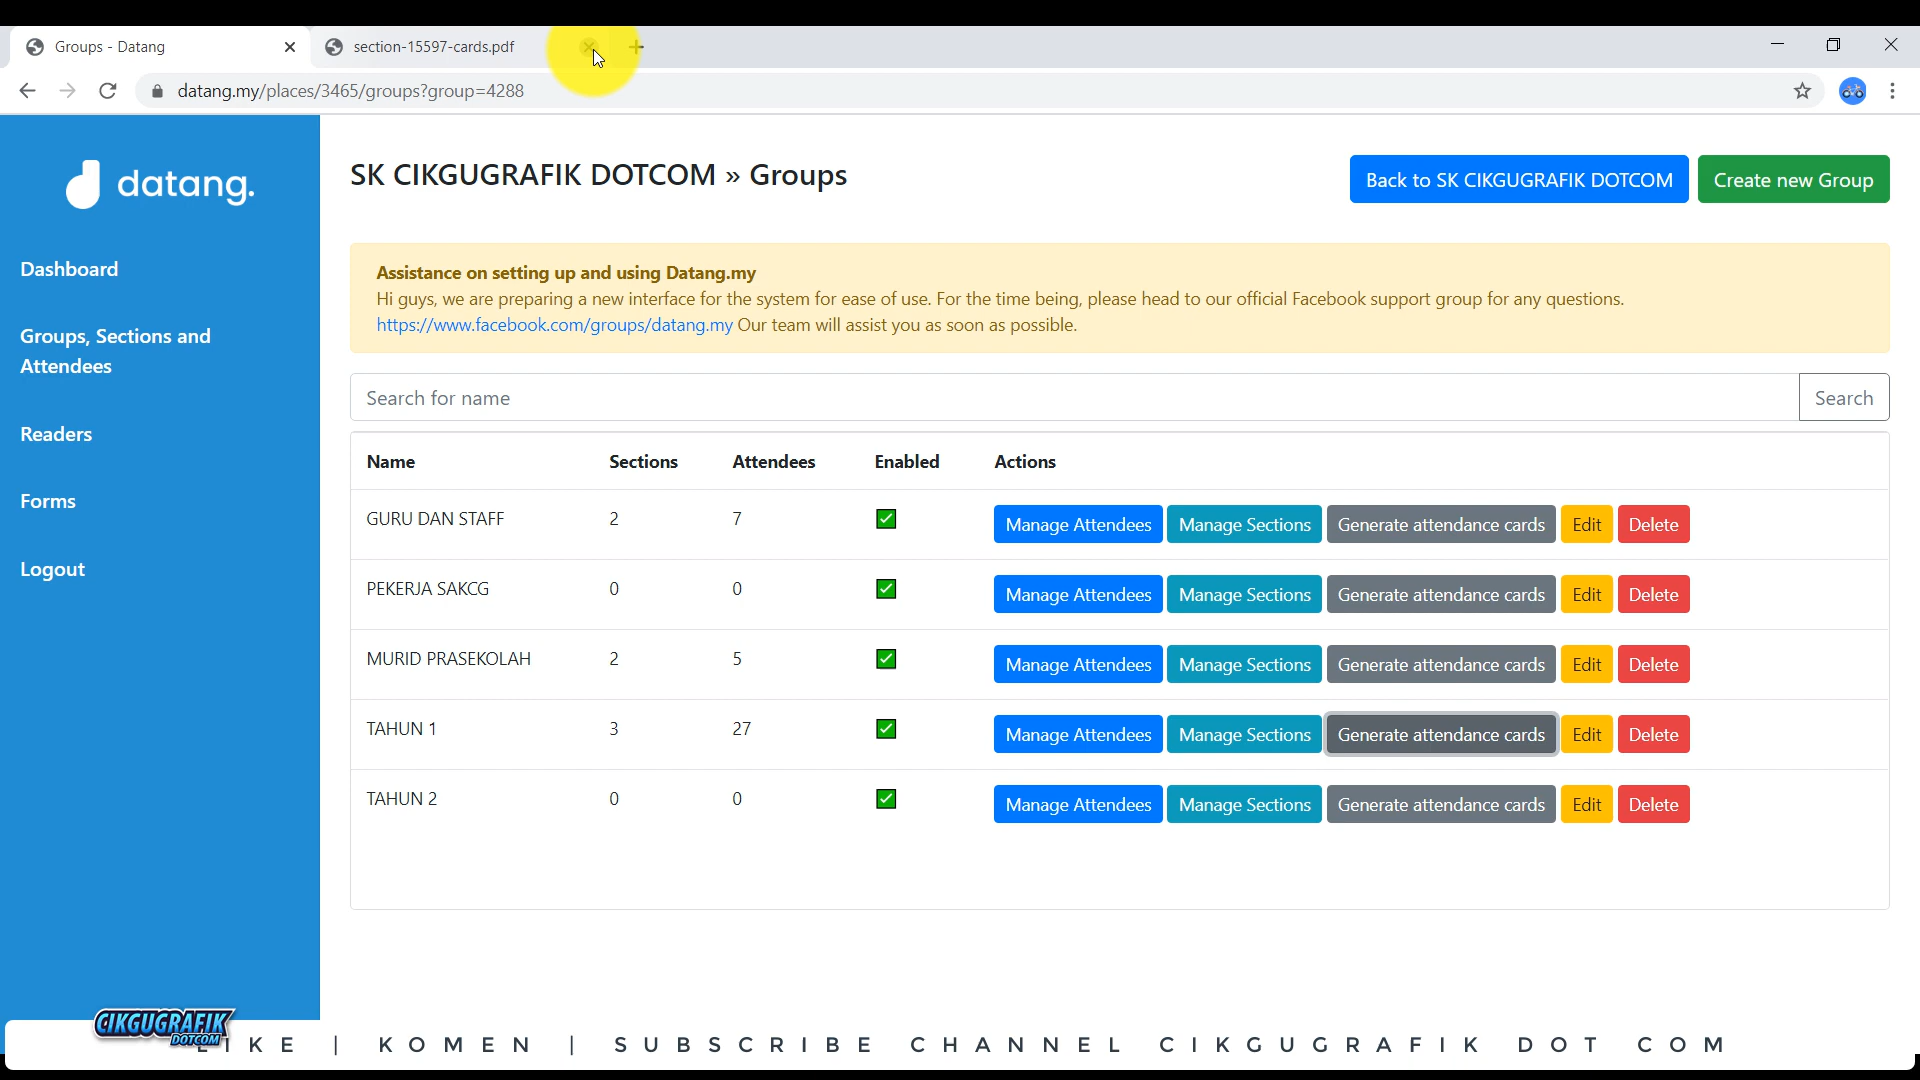 Groups - Datang
section-15597-cards.pdf
datang.my/places/3465/groups?group=4288
datang.
SK CIKGUGRAFIK DOTCOM » Groups
Back to SK CIKGUGRAFIK DOTCOM
Create new Group
Dashboard
Groups, Sections and
Attendees
Readers
Forms
Logout
Assistance on setting up and using Datang.my
Hi guys, we are preparing a new interface for the system for ease of use. For the time being, please head to our official Facebook support group for any questions.
https://www.facebook.com/groups/datang.my Our team will assist you as soon as possible.
Search for name
Search
Name Sections Attendees Enabled Actions
GURU DAN STAFF 2 7 Manage Attendees Manage Sections Generate attendance cards Edit Delete
PEKERJA SAKCG 0 0 Manage Attendees Manage Sections Generate attendance cards Edit Delete
MURID PRASEKOLAH 2 5 Manage Attendees Manage Sections Generate attendance cards Edit Delete
TAHUN 1 3 27 Manage Attendees Manage Sections Generate attendance cards Edit Delete
TAHUN 2 0 0 Manage Attendees Manage Sections Generate attendance cards Edit Delete
CIKGUGRAFIK
DOTCOM
LIKE | KOMEN | SUBSCRIBE CHANNEL CIKGUGRAFIK DOT COM